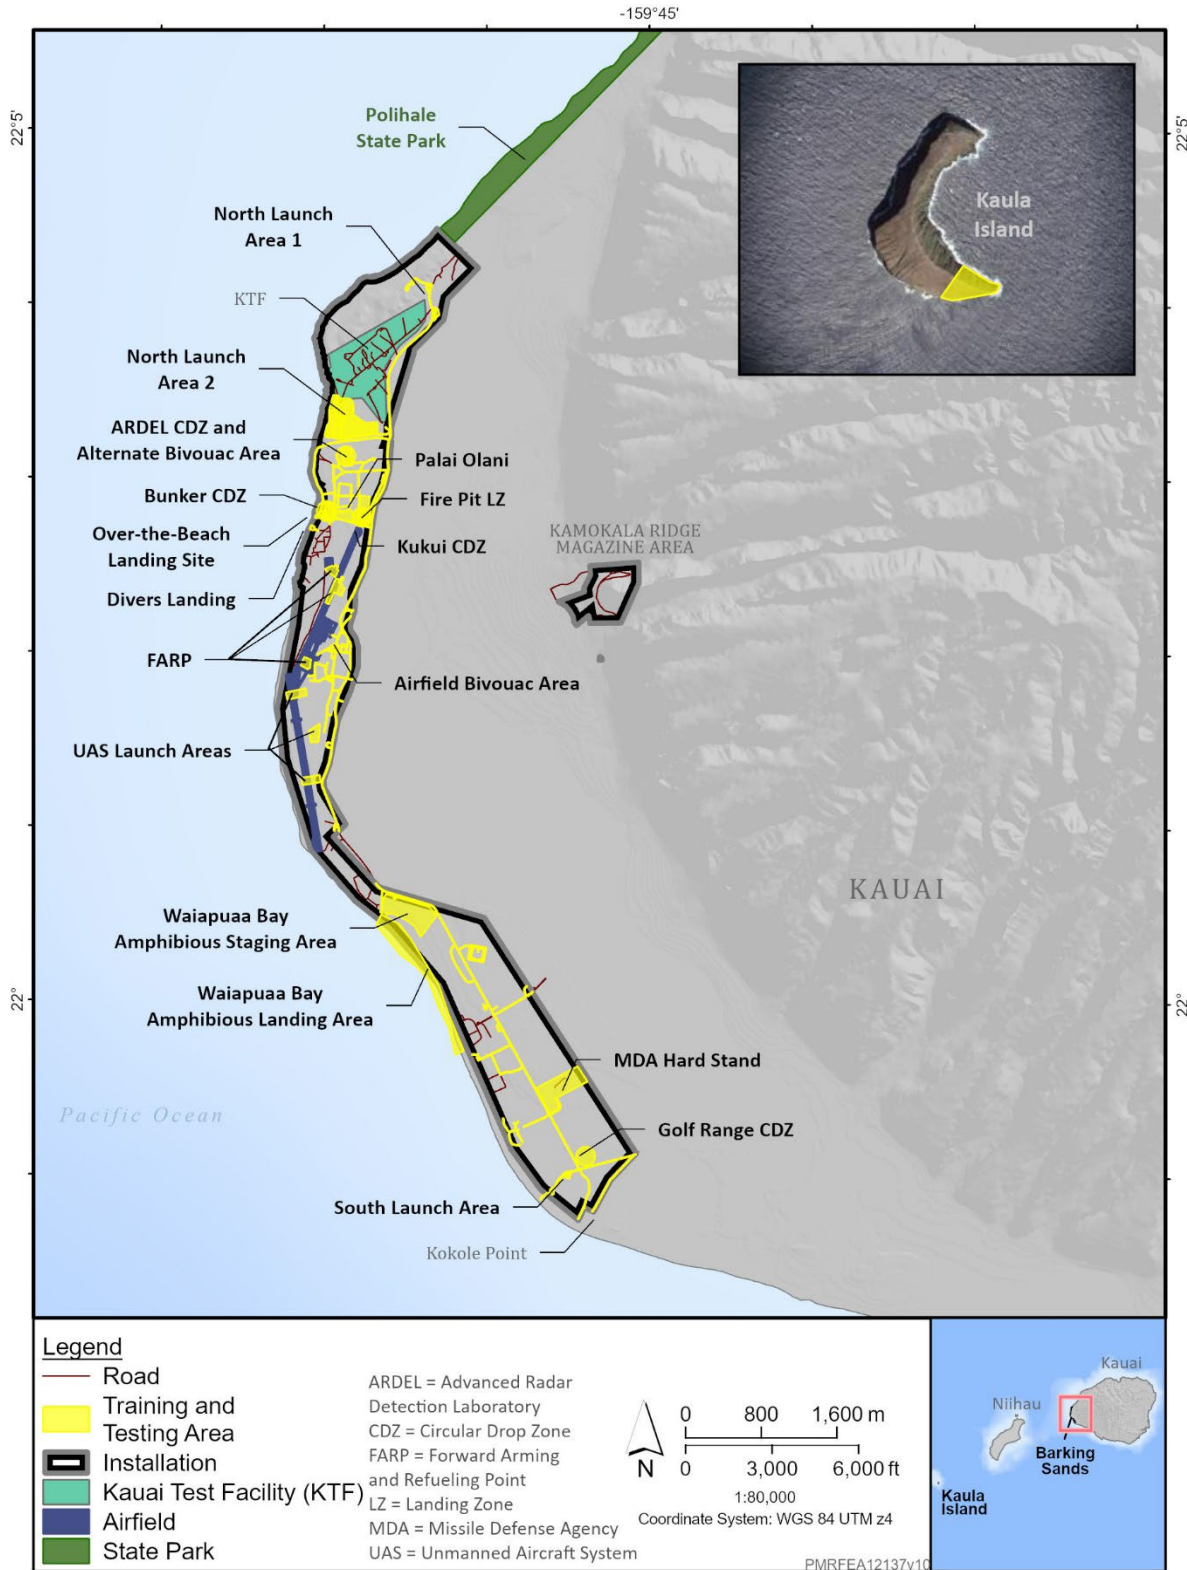 -159°45'
22°5'
22°5'
Polihale
State Park
Kaula
Island
North Launch
Area 1
KTF
North Launch
Area 2
ARDEL CDZ and
Alternate Bivouac Area
Palai Olani
Bunker CDZ
Fire Pit LZ
Over-the-Beach
Landing Site
Kukui CDZ
KAMOKALA RIDGE
MAGAZINE AREA
Divers Landing
FARP
Airfield Bivouac Area
UAS Launch Areas
KAUAI
Waiapuaa Bay
Amphibious Staging Area
22°
22°
Waiapuaa Bay
Amphibious Landing Area
MDA Hard Stand
Pacific Ocean
Golf Range CDZ
South Launch Area
Kokole Point
Legend
Road
Training and
Testing Area
Installation
Kauai Test Facility (KTF)
Airfield
State Park
ARDEL = Advanced Radar
Detection Laboratory
CDZ = Circular Drop Zone
FARP = Forward Arming
and Refueling Point
LZ = Landing Zone
MDA = Missile Defense Agency
UAS = Unmanned Aircraft System
N
0 800 1,600 m
0 3,000 6,000 ft
1:80,000
Coordinate System: WGS 84 UTM z4
PMRFEA12137v10
Kauai
Niihau
Barking
Sands
Kaula
Island